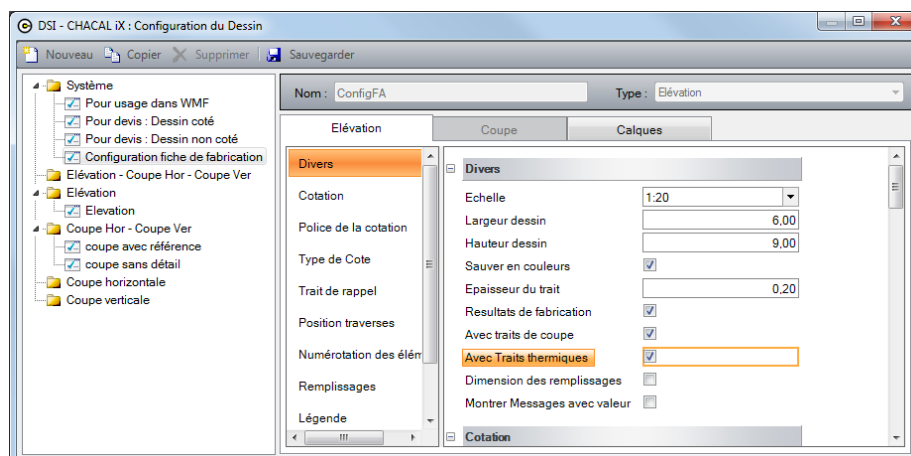 DSI - CHACAL iX : Configuration du Dessin
Nouveau Copier Supprimer Sauvegarder
Système
Pour usage dans WMF
Pour devis : Dessin coté
Pour devis : Dessin non coté
Configuration fiche de fabrication
Elévation - Coupe Hor - Coupe Ver
Elévation
Elevation
Coupe Hor - Coupe Ver
coupe avec référence
coupe sans détail
Coupe horizontale
Coupe verticale
Nom : ConfigFA Type : Elévation
Elévation Coupe Calques
Divers
Cotation
Police de la cotation
Type de Cote
Trait de rappel
Position traverses
Numérotation des élém
Remplissages
Légende
Divers
Echelle 1:20
Largeur dessin 6,00
Hauteur dessin 9,00
Sauver en couleurs
Epaisseur du trait 0,20
Resultats de fabrication
Avec traits de coupe
Avec Traits thermiques
Dimension des remplissages
Montrer Messages avec valeur
Cotation